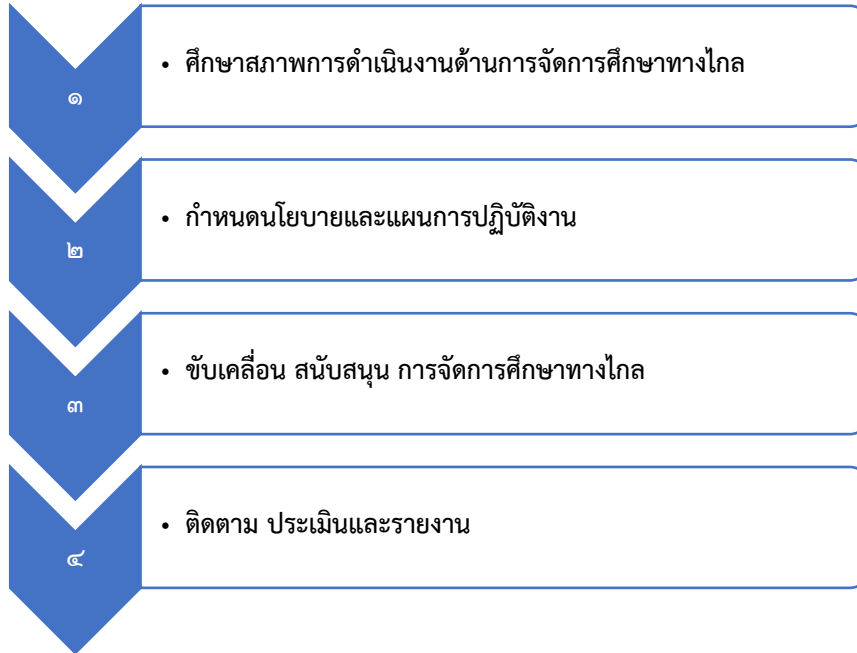 ๑
• ศึกษาสภาพการดำเนินงานด้านการจัดการศึกษาทางไกล
๒
• กำหนดนโยบายและแผนการปฏิบัติงาน
๓
• ขับเคลื่อน สนับสนุน การจัดการศึกษาทางไกล
๔
• ติดตาม ประเมินและรายงาน